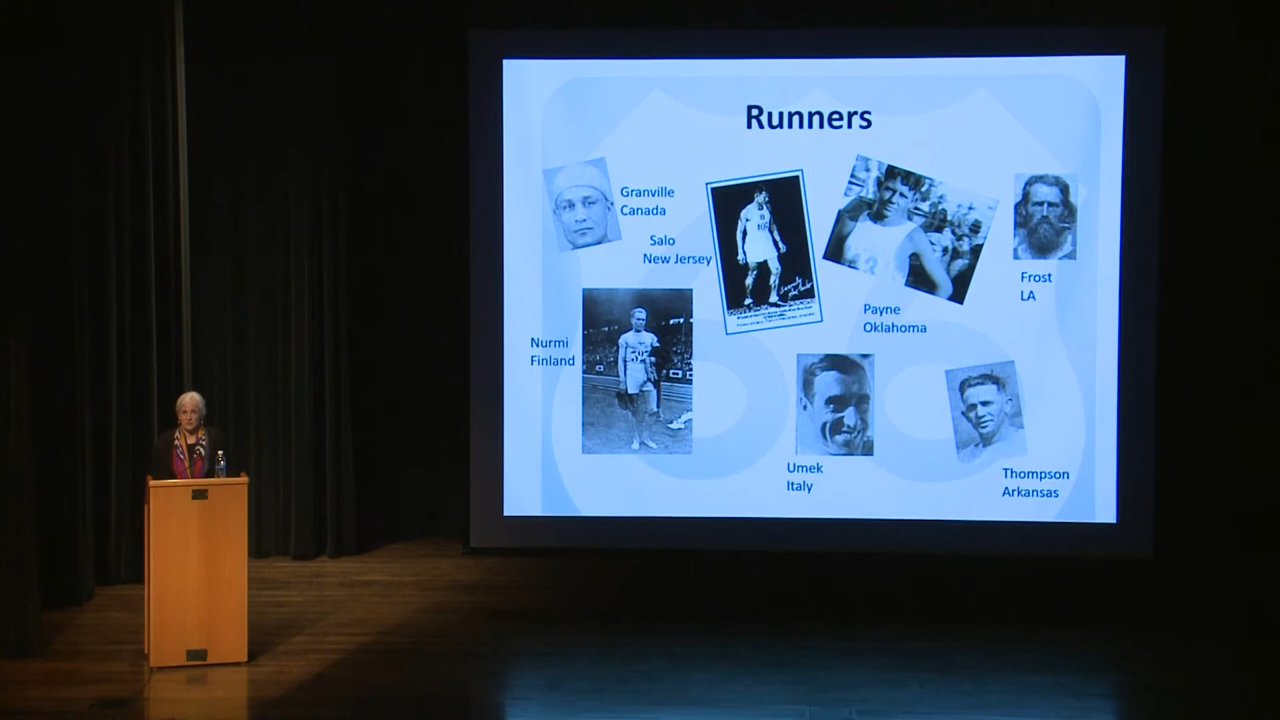 Runners
Granville
Canada
Salo
New Jersey
Payne
Oklahoma
Frost
LA
Nurmi
Finland
Umek
Italy
Thompson
Arkansas